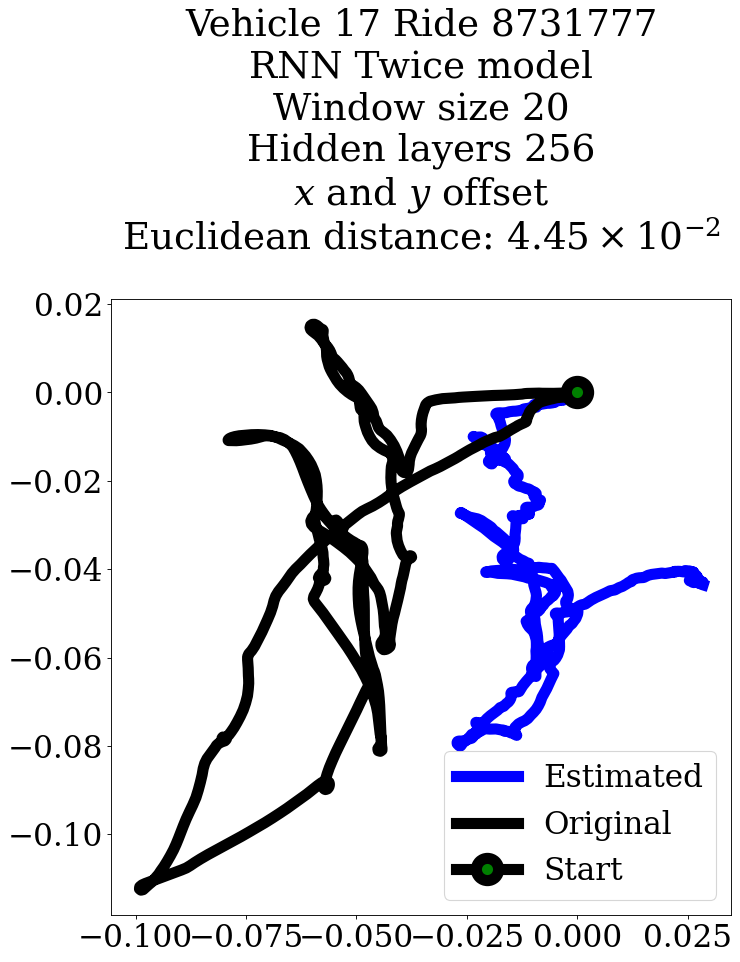 Vehicle 17 Ride 8731777
RNN Twice model
Window size 20
Hidden layers 256
x and y offset
Euclidean distance: 4.45 × 10⁻²
0.02
0.00
−0.02
−0.04
−0.06
−0.08
−0.10
Estimated
Original
Start
−0.100 −0.075 −0.050 −0.025 0.000 0.025